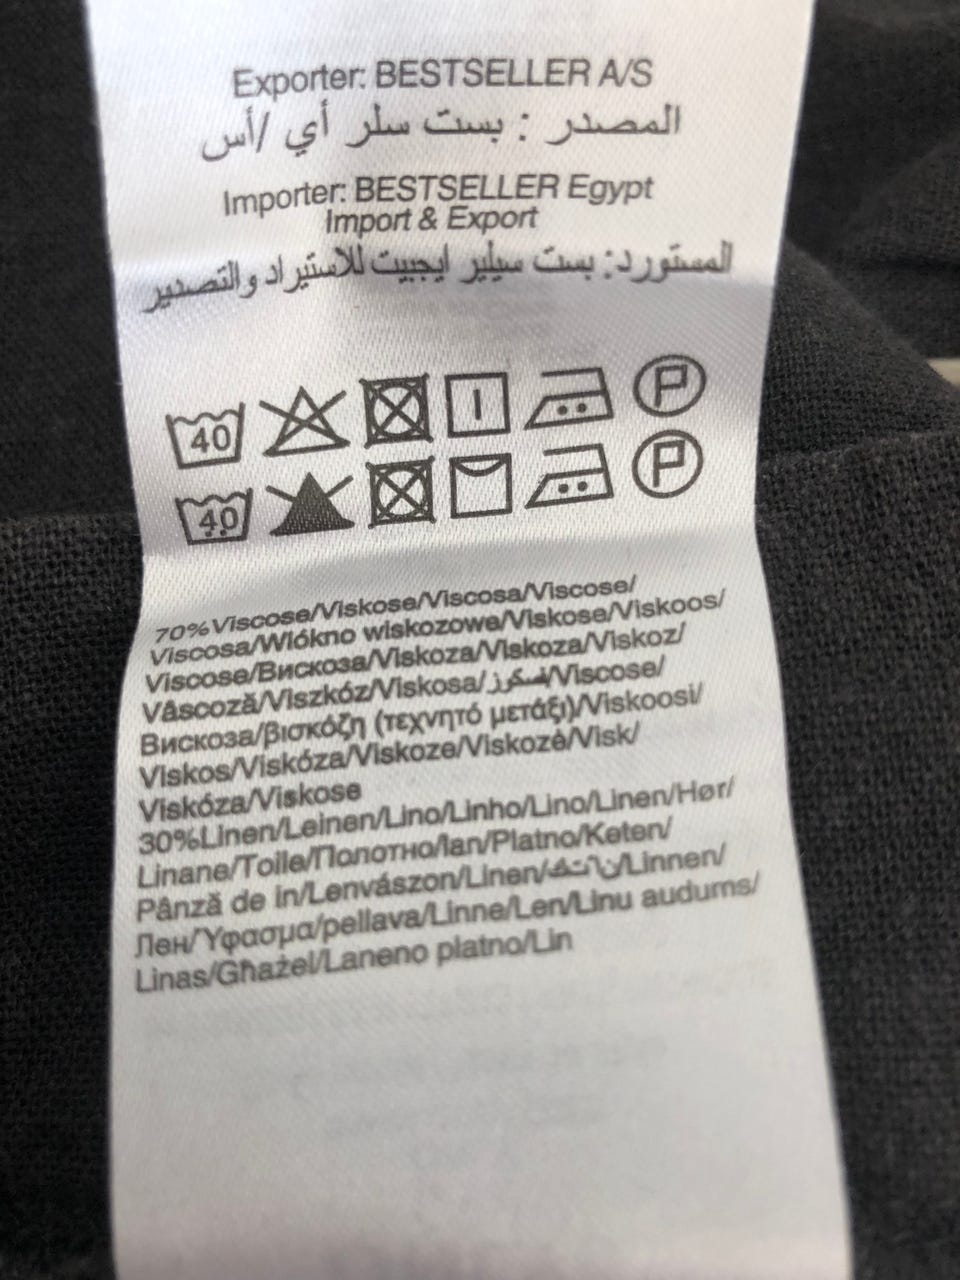 Exporter: BESTSELLER A/S
المصدر : بست سلر أي /أس
Importer: BESTSELLER Egypt
Import & Export
المستورد: بست سيلير ايجيبت للاستيراد والتصدير
40 P
40 P
70%Viscose/Viskose/Viscosa/Viscose/
Viscosa/Wlókno wiskozowe/Viskose/Viskoos/
Viscose/Вискоза/Viskoza/Viskoza/Viskoz/
Vâscoză/Viszkóz/Viskosa/فسكوز/Viscose/
Вискоза/βισκόζη (τεχνητό μετάξι)/Viskoosi/
Viskos/Viskóza/Viskoze/Viskozė/Visk/
Viskóza/Viskose
30%Linen/Leinen/Lino/Linho/Lino/Linen/Hør/
Linane/Toile/Полотно/lan/Platno/Keten/
Pânză de in/Lenvászon/Linen/ /Linnen/
Лен/Ύφασμα/pellava/Linne/Len/Linu audums/
Linas/Għażel/Laneno platno/Lin